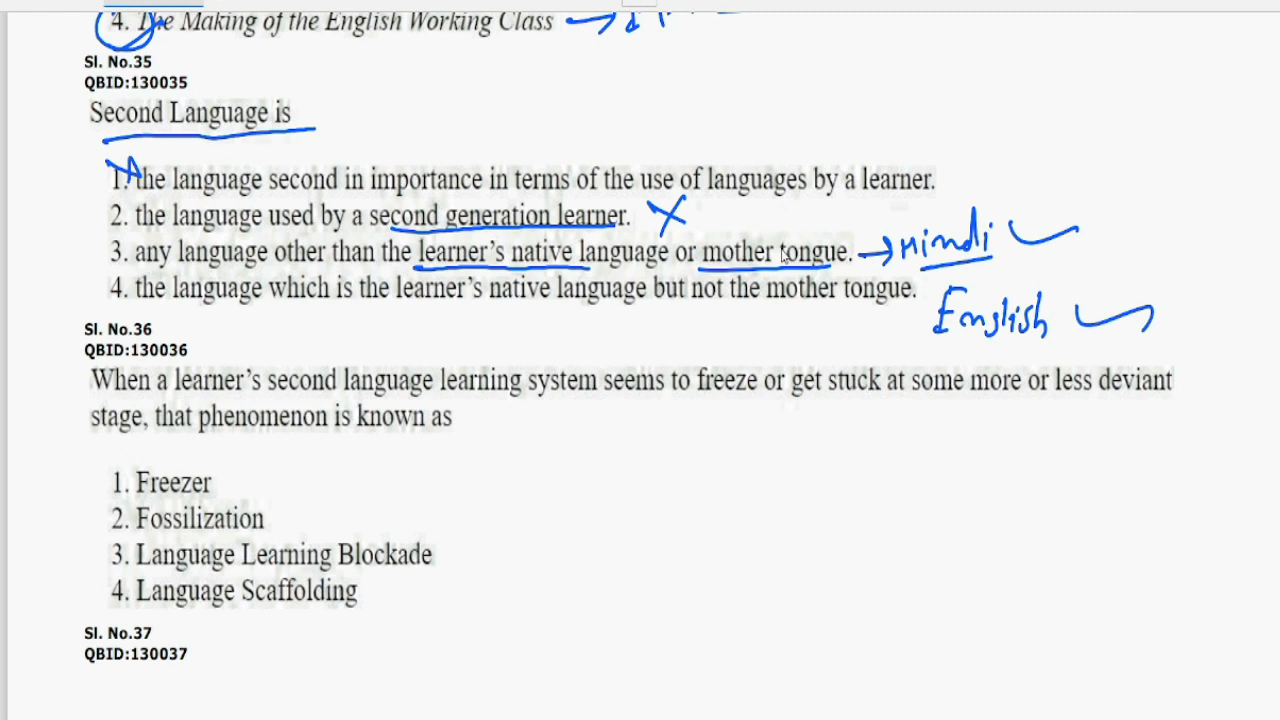 4. The Making of the English Working Class
Sl. No.35
QBID:130035
Second Language is
1. the language second in importance in terms of the use of languages by a learner.
2. the language used by a second generation learner.
3. any language other than the learner's native language or mother tongue. → Hindi
4. the language which is the learner's native language but not the mother tongue.
English
Sl. No.36
QBID:130036
When a learner's second language learning system seems to freeze or get stuck at some more or less deviant
stage, that phenomenon is known as
1. Freezer
2. Fossilization
3. Language Learning Blockade
4. Language Scaffolding
Sl. No.37
QBID:130037